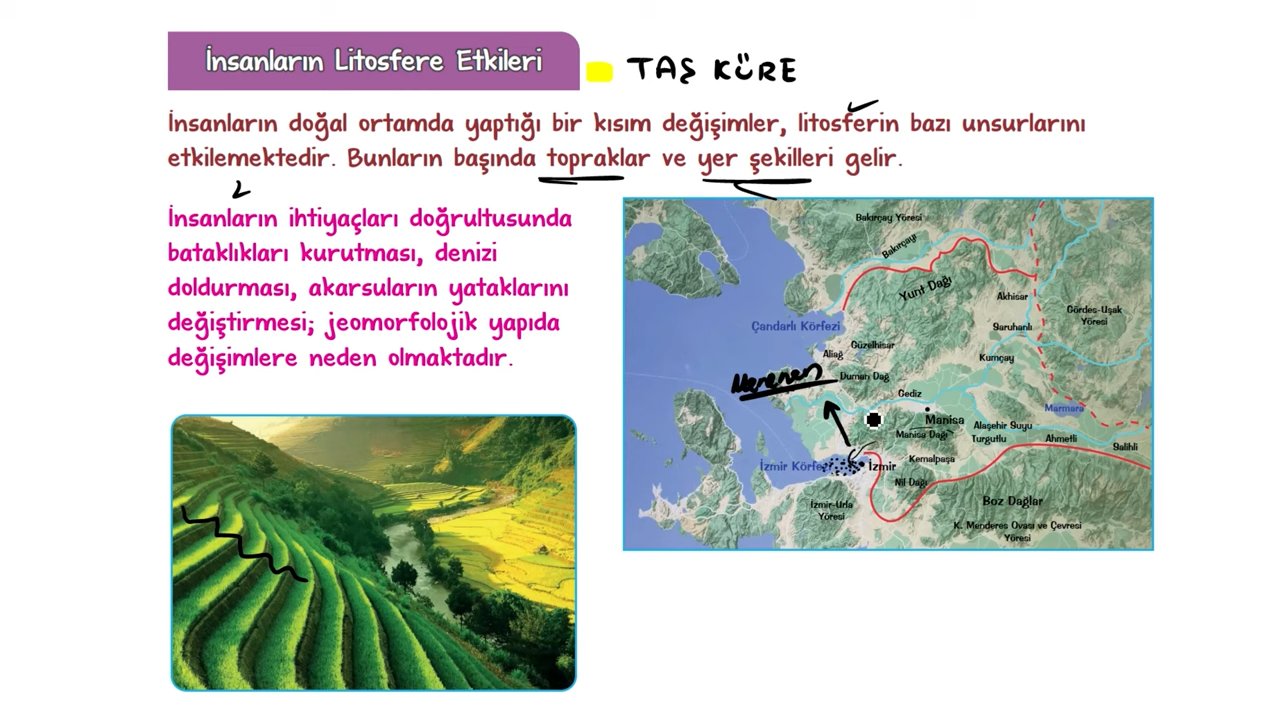 İnsanların Litosfere Etkileri
TAŞ KÜRE
İnsanların doğal ortamda yaptığı bir kısım değişimler, litosferin bazı unsurlarını
etkilemektedir. Bunların başında topraklar ve yer şekilleri gelir.
İnsanların ihtiyaçları doğrultusunda
bataklıkları kurutması, denizi
doldurması, akarsuların yataklarını
değiştirmesi; jeomorfolojik yapıda
değişimlere neden olmaktadır.
Bakırçay Yöresi
Bakırçayı
Yunt Dağı
Akhisar
Gördes-Uşak
Yöresi
Çandarlı Körfezi
Saruhanlı
Güzelhisar
Aliağ
Kumçay
Duman Dağ
Gediz
Marmara
Manisa
Alaşehir Suyu
Manisa Dağı
Turgutlu
Ahmetli
Salihli
Kemalpaşa
İzmir Körfe
İzmir
Nil Dağı
Boz Dağlar
İzmir-Urla
Yöresi
K. Menderes Ovası ve Çevresi
Yöresi